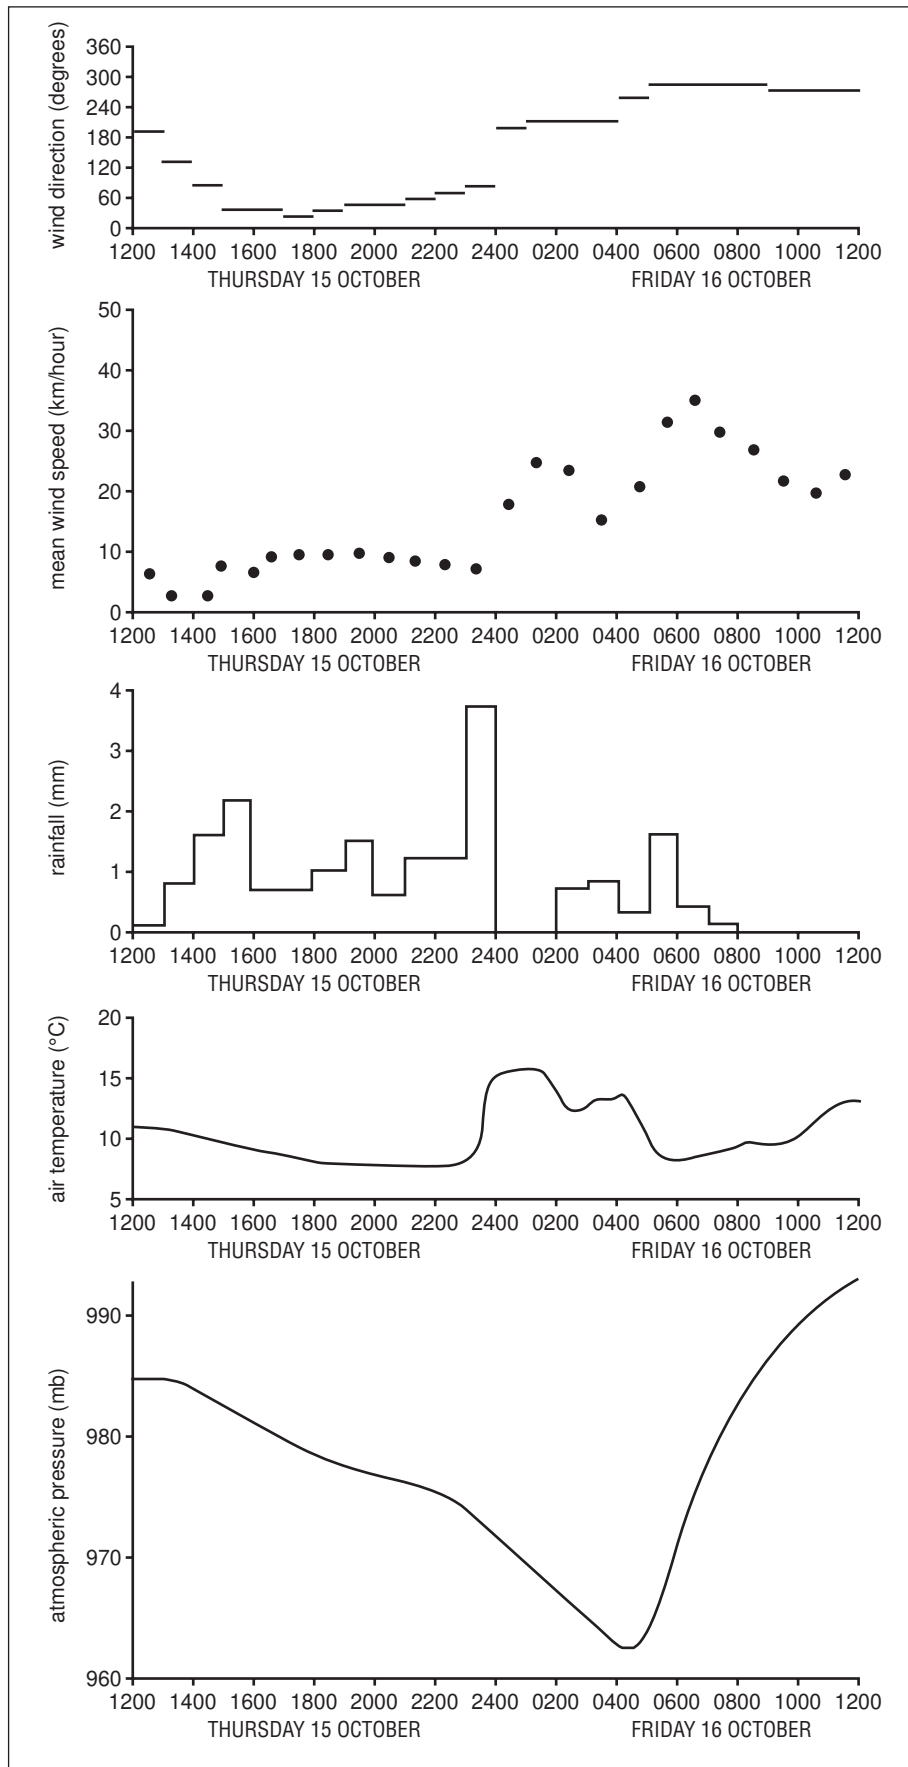 wind direction (degrees)
360
300
240
180
120
60
0
1200 1400 1600 1800 2000 2200 2400 0200 0400 0600 0800 1000 1200
THURSDAY 15 OCTOBER FRIDAY 16 OCTOBER
mean wind speed (km/hour)
50
40
30
20
10
0
1200 1400 1600 1800 2000 2200 2400 0200 0400 0600 0800 1000 1200
THURSDAY 15 OCTOBER FRIDAY 16 OCTOBER
rainfall (mm)
4
3
2
1
0
1200 1400 1600 1800 2000 2200 2400 0200 0400 0600 0800 1000 1200
THURSDAY 15 OCTOBER FRIDAY 16 OCTOBER
air temperature (°C)
20
15
10
5
1200 1400 1600 1800 2000 2200 2400 0200 0400 0600 0800 1000 1200
THURSDAY 15 OCTOBER FRIDAY 16 OCTOBER
atmospheric pressure (mb)
990
980
970
960
1200 1400 1600 1800 2000 2200 2400 0200 0400 0600 0800 1000 1200
THURSDAY 15 OCTOBER FRIDAY 16 OCTOBER